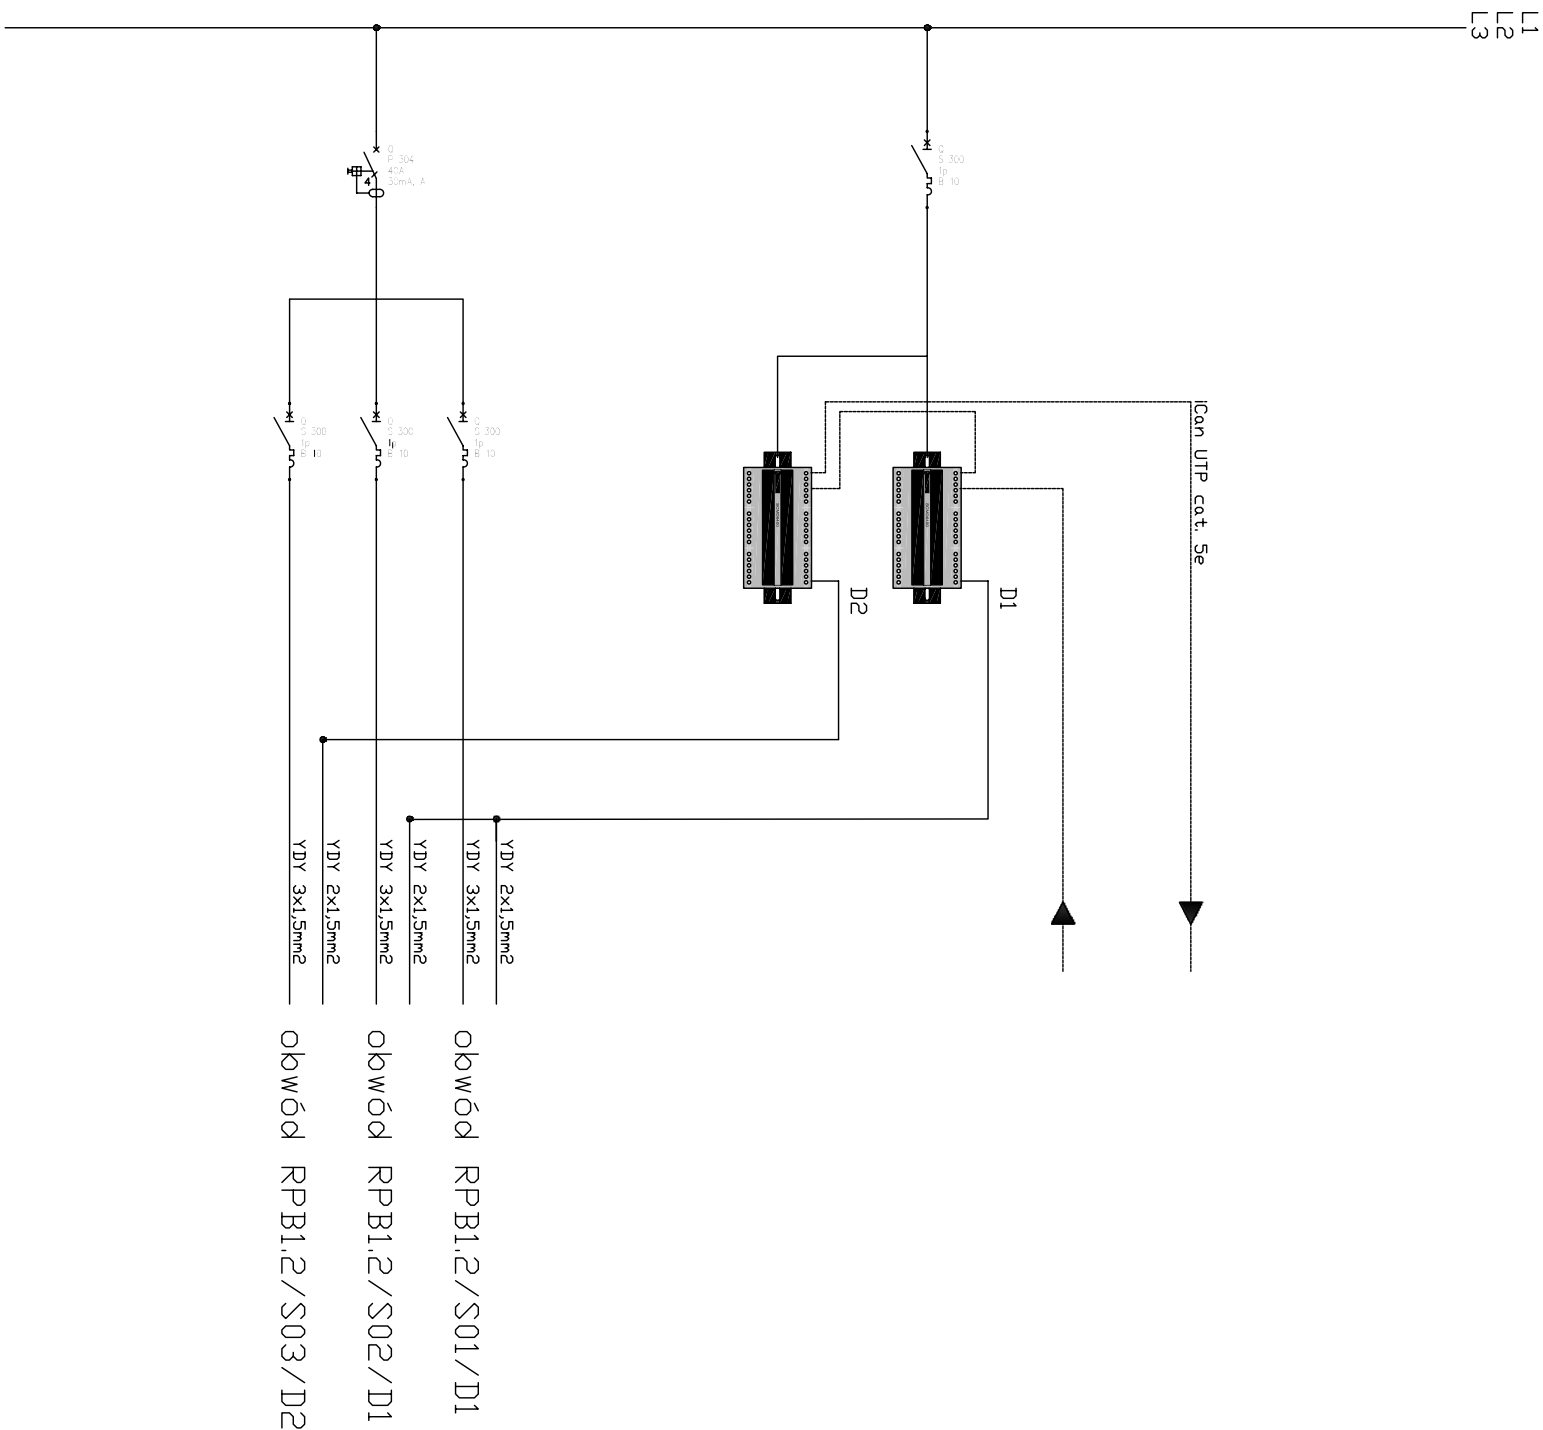 L1
L2
L3
Q
S 300
1p
B 10
Q
P 304
40A
30mA, A
4
Q
S 300
1p
B 10
Q
S 300
1p
B 10
Q
S 300
1p
B 10
iCan UTP cat. 5e
D1
D2
YDY 2x1,5mm2
YDY 3x1,5mm2
YDY 2x1,5mm2
YDY 3x1,5mm2
YDY 2x1,5mm2
YDY 3x1,5mm2
obwód RPB1.2/S01/D1
obwód RPB1.2/S02/D1
obwód RPB1.2/S03/D2